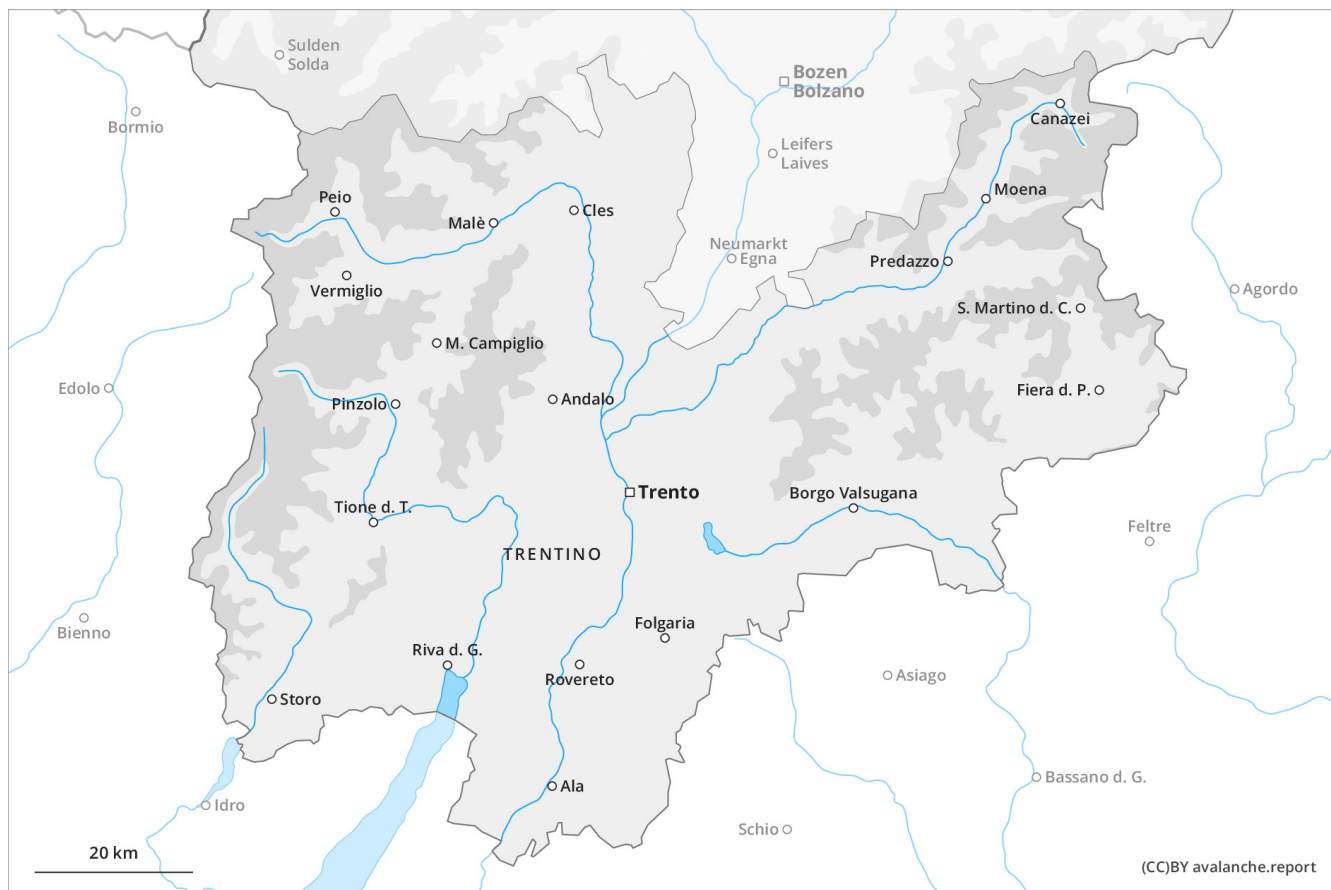 Sulden
Solda
Bozen
Bolzano
Bormio
Canazei
Leifers
Laives
Peio
Moena
Malè
Cles
Neumarkt
Egna
Predazzo
Vermiglio
Agordo
S. Martino d. C.
M. Campiglio
Edolo
Fiera d. P.
Pinzolo
Andalo
Trento
Borgo Valsugana
Tione d. T.
Feltre
TRENTINO
Bienno
Folgaria
Riva d. G.
Rovereto
Asiago
Storo
Bassano d. G.
Ala
Idro
Schio
20 km
(CC)BY avalanche.report